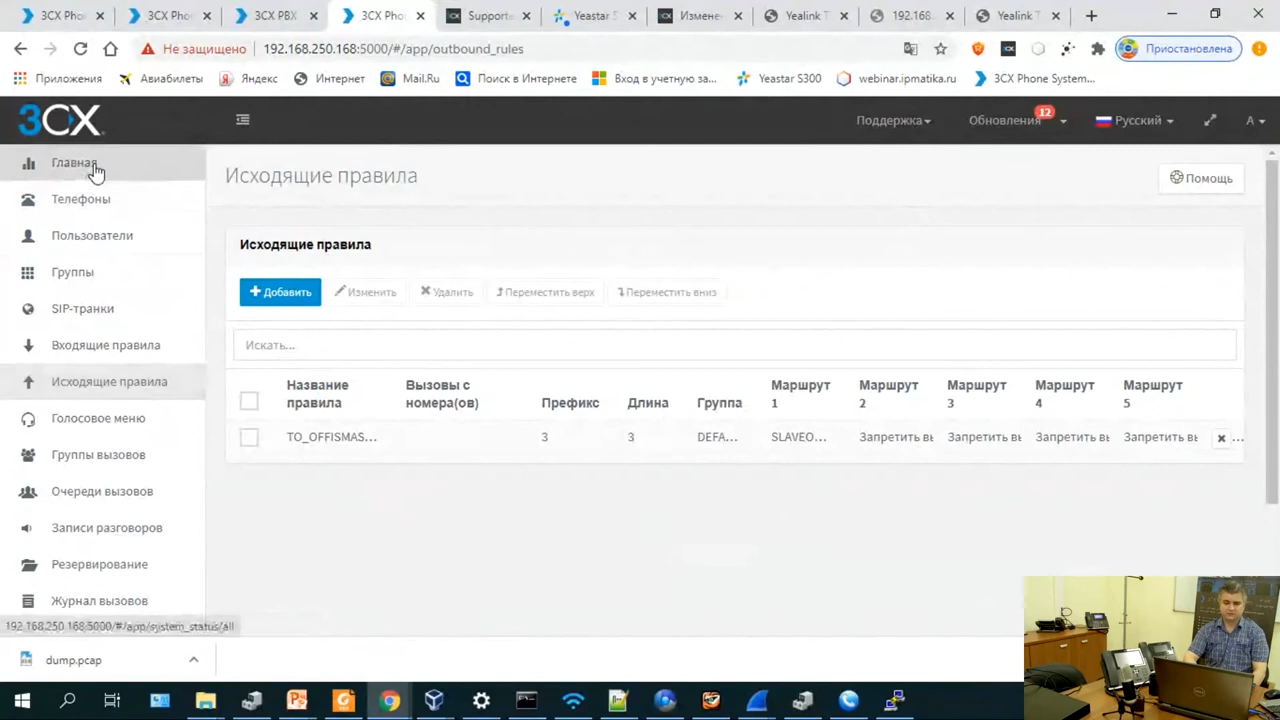 3CX Pho
3CX Phon
3CX PBX
3CX Pho
Supporte
Yeastar S
Измене
Yealink T
192.168
Yealink T
Не защищено
192.168.250.168:5000/#/app/outbound_rules
Приостановлена
Приложения
Авиабилеты
Яндекс
Интернет
Mail.Ru
Поиск в Интернете
Вход в учетную за...
Yeastar S300
webinar.ipmatika.ru
3CX Phone System...
3CX
Поддержка
Обновления
12
Русский
A
Главная
Телефоны
Пользователи
Группы
SIP-транки
Входящие правила
Исходящие правила
Голосовое меню
Группы вызовов
Очереди вызовов
Записи разговоров
Резервирование
Журнал вызовов
Исходящие правила
Помощь
Исходящие правила
Добавить
Изменить
Удалить
Переместить верх
Переместить вниз
Искать...
Название правила
Вызовы с номера(ов)
Префикс
Длина
Группа
Маршрут 1
Маршрут 2
Маршрут 3
Маршрут 4
Маршрут 5
TO_OFFISMAS...
3
3
DEFA...
SLAVEO...
Запретить вы
Запретить вы
Запретить вы
Запретить вы
...
192.168.250.168:5000/#/app/system_status/all
dump.pcap